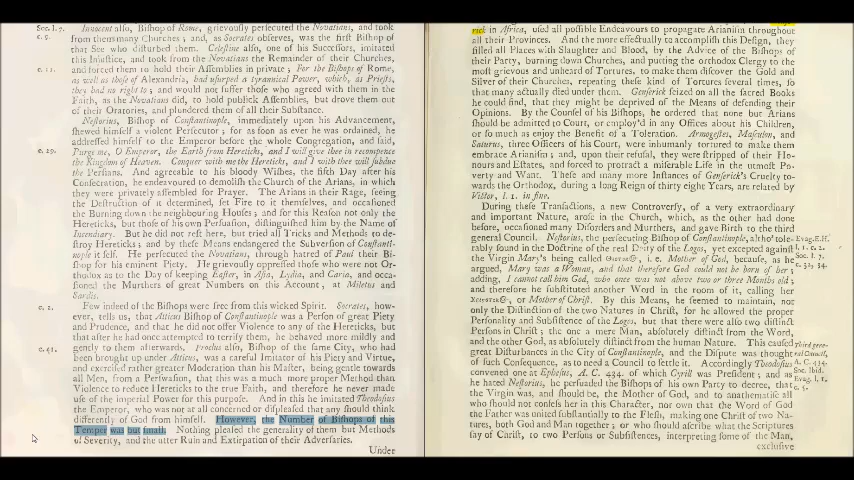 Sec. I. 7.
Innocent also, Bishop of Rome, grievously persecuted the Novatians, and took
c. 9.
from them many Churches; and, as Socrates observes, was the first Bishop of
that See who disturbed them. Celestine also, one of his Successors, imitated
this Injustice, and took from the Novatians the Remainder of their Churches,
c. 11.
and forced them to hold their Assemblies in private; For the Bishops of Rome,
as well as those of Alexandria, had usurped a Tyrannical Power, which, as Priests,
they had no right to; and would not suffer those who agreed with them in the
Faith, as the Novatians did, to hold publick Assemblies, but drove them out
of their Oratories, and plundered them of all their Substance.
Nestorius, Bishop of Constantinople, immediately upon his Advancement,
shewed himself a violent Persecutor; for as soon as ever he was ordained, he
addressed himself to the Emperor before the whole Congregation, and said,
c. 29.
Purge me, O Emperor, the Earth from Hereticks, and I will give thee in recompence
the Kingdom of Heaven. Conquer with me the Hereticks, and I with thee will subdue
the Persians. And agreeable to his bloody Wishes, the fifth Day after his
Consecration, he endeavoured to demolish the Church of the Arians, in which
they were privately assembled for Prayer. The Arians in their Rage, seeing
the Destruction of it determined, set Fire to it themselves, and occasioned
the Burning down the neighbouring Houses; and for this Reason not only the
Hereticks, but those of his own Persuasion, distinguished him by the Name of
Incendiary. But he did not rest here, but tried all Tricks and Methods to de-
stroy Hereticks; and by these Means endangered the Subversion of Constanti-
nople it self. He persecuted the Novatians, through hatred of Paul their Bi-
shop for his eminent Piety. He grievously oppressed those who were not Or-
thodox as to the Day of keeping Easter, in Asia, Lydia, and Caria, and occa-
sioned the Murthers of great Numbers on this Account, at Miletus and
Sardis.
c. 2.
Few indeed of the Bishops were free from this wicked Spirit. Socrates, how-
ever, tells us, that Atticus Bishop of Constantinople was a Person of great Piety
and Prudence, and that he did not offer Violence to any of the Hereticks, but
that after he had once attempted to terrify them, he behaved more mildly and
c. 41.
gently to them afterwards. Proclus also, Bishop of the same City, who had
been brought up under Atticus, was a careful Imitator of his Piety and Virtue,
and exercised rather greater Moderation than his Master, being gentle towards
all Men, from a Perswasion, that this was a much more proper Method than
Violence to reduce Hereticks to the true Faith, and therefore he never made
use of the imperial Power for this purpose. And in this he imitated Theodosius
the Emperor, who was not at all concerned or displeased that any should think
differently of God from himself. However, the Number of Bishops of this
Temper was but small. Nothing pleased the generality of them but Methods
of Severity, and the utter Ruin and Extirpation of their Adversaries.
Under
rick in Africa, used all possible Endeavours to propagate Arianism throughout
all their Provinces. And the more effectually to accomplish this Design, they
filled all Places with Slaughter and Blood, by the Advice of the Bishops of
their Party, burning down Churches, and putting the orthodox Clergy to the
most grievous and unheard of Tortures, to make them discover the Gold and
Silver of their Churches, repeating these kind of Tortures several times, so
that many actually died under them. Genserick seized on all the sacred Books
he could find, that they might be deprived of the Means of defending their
Opinions. By the Counsel of his Bishops, he ordered that none but Arians
should be admitted to Court, or employ'd in any Offices about his Children,
or so much as enjoy the Benefit of a Toleration. Armogestes, Masculon, and
Saturus, three Officers of his Court, were inhumanly tortured to make them
embrace Arianism; and, upon their refusal, they were stripped of their Ho-
nours and Estates, and forced to protract a miserable Life in the utmost Po-
verty and Want. These and many more Instances of Genserick's Cruelty to-
wards the Orthodox, during a long Reign of thirty eight Years, are related by
Victor, l. 1. in fine.
During these Transactions, a new Controversy, of a very extraordinary
and important Nature, arose in the Church, which, as the other had done
before, occasioned many Disorders and Murthers, and gave Birth to the third
general Council. Nestorius, the persecuting Bishop of Constantinople, altho' tole-
Evag. E.H.
rably sound in the Doctrine of the real Deity of the Logos, yet excepted against
l. 1. c. 2.
the Virgin Mary's being called Θεοτοκ@, i. e. Mother of God, because, as he
Soc. l. 7.
argued, Mary was a Woman, and that therefore God could not be born of her;
c. 32, 34.
adding, I cannot call him God, who once was not above two or three Months old;
and therefore he substituted another Word in the room of it, calling her
Χριστοτοκ@, or Mother of Christ. By this Means, he seemed to maintain, not
only the Distinction of the two Natures in Christ, for he allowed the proper
Personality and Subsistence of the Logos, but that there were also two distinct
Persons in Christ; the one a mere Man, absolutely distinct from the Word,
and the other God, as absolutely distinct from the human Nature. This caused
Third gene-
great Disturbances in the City of Constantinople, and the Dispute was thought
ral Council,
of such Consequence, as to need a Council to settle it. Accordingly Theodosius
A. C. 434.
convened one at Ephesus, A. C. 434. of which Cyril was President; and as
Soc. ibid.
he hated Nestorius, he persuaded the Bishops of his own Party to decree, that
Evag. l. 1.
the Virgin was, and should be, the Mother of God, and to anathematise all
c. 5.
who should not confess her in this Character, nor own that the Word of God
the Father was united substantially to the Flesh, making one Christ of two Na-
tures, both God and Man together; or who should ascribe what the Scriptures
say of Christ, to two Persons or Subsistences, interpreting some of the Man,
exclusive